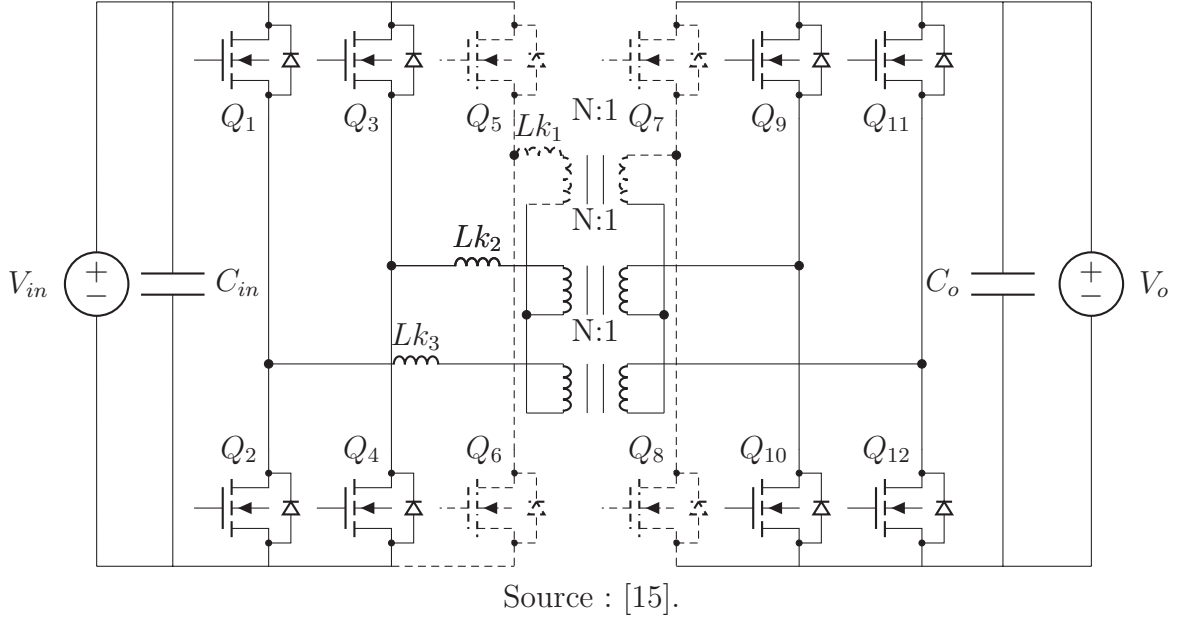 Q1 Q3 Q5 N:1 Q7 Q9 Q11
Lk1
N:1
Lk2
Vin Cin Co Vo
N:1
Lk3
Q2 Q4 Q6 Q8 Q10 Q12
Source : [15].